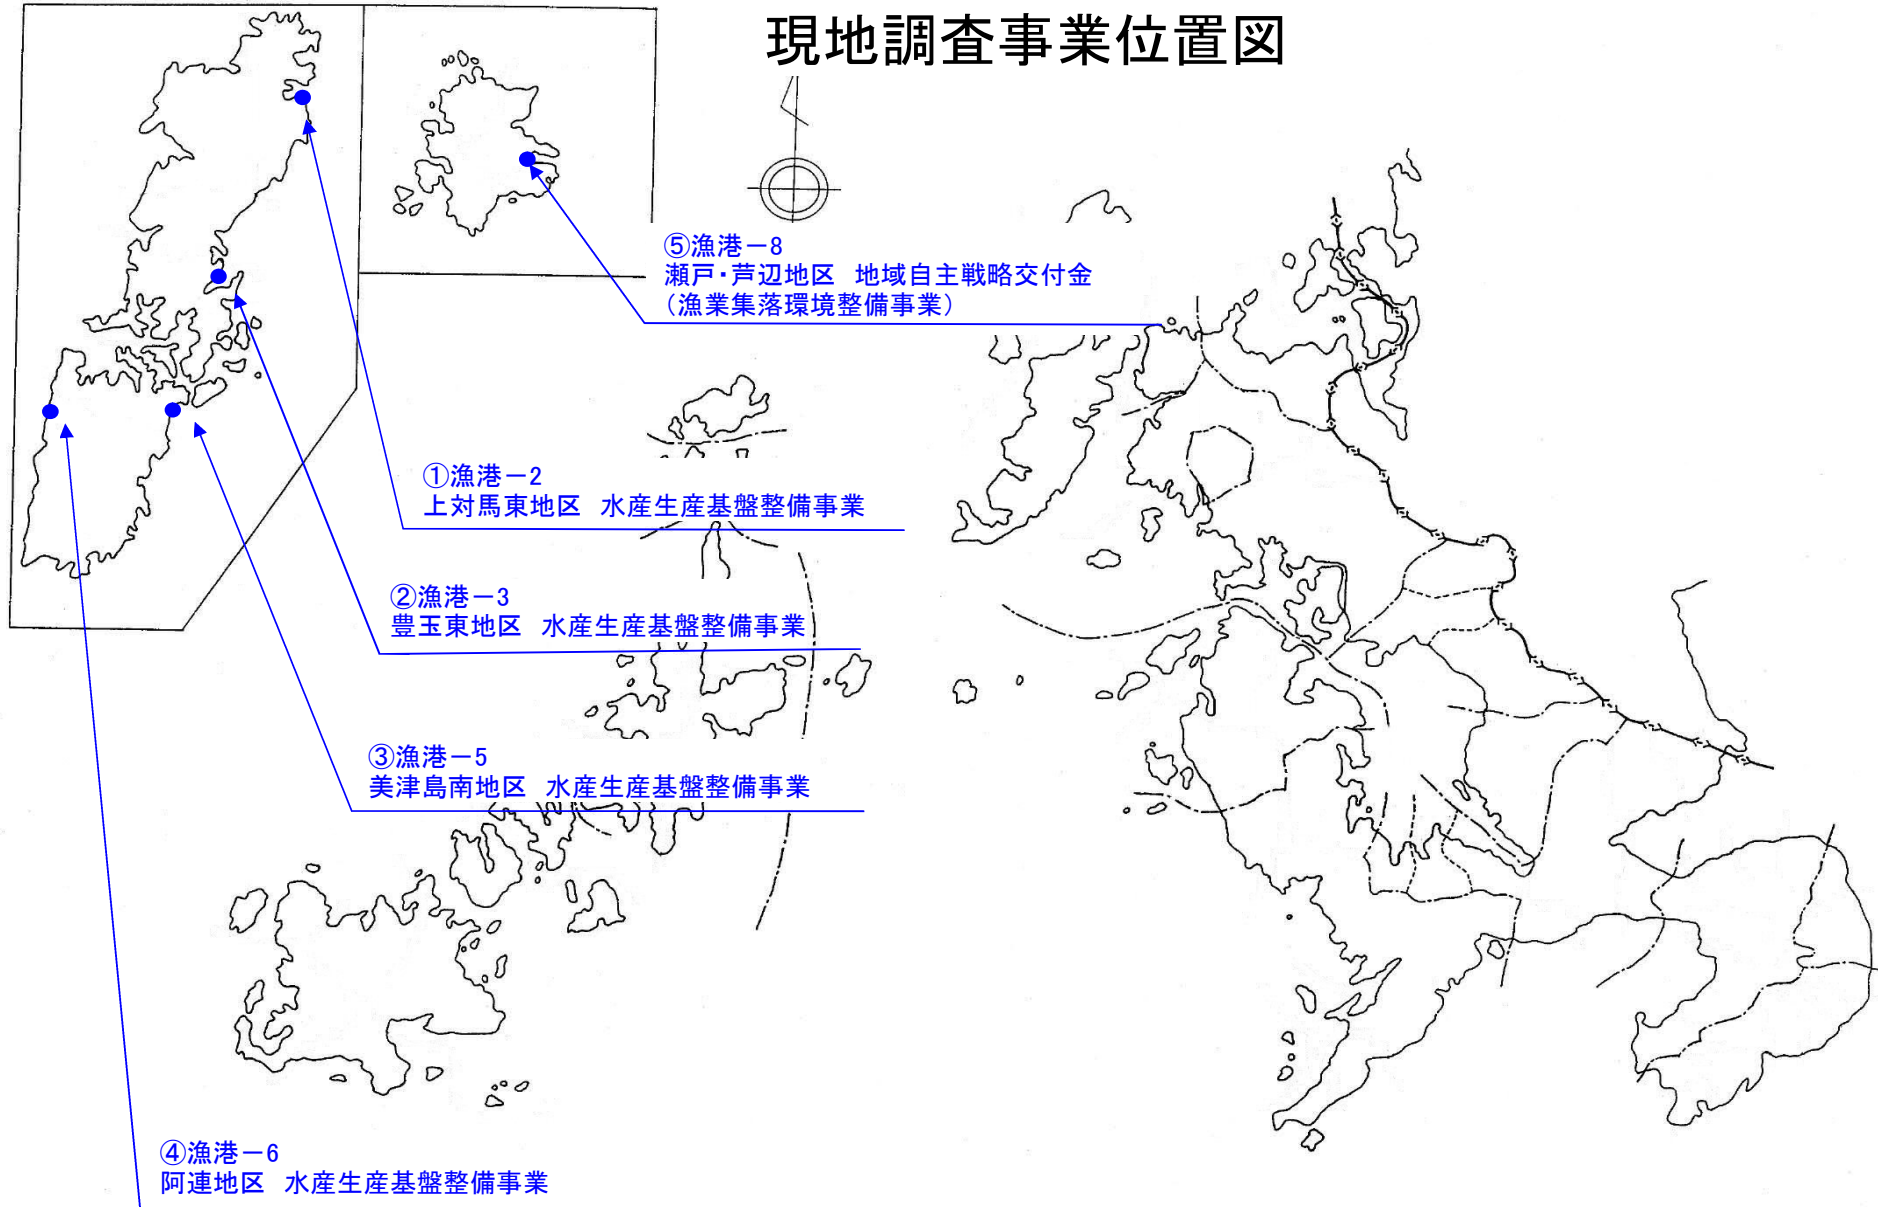 現地調査事業位置図
⑤漁港－8
瀬戸・芦辺地区　地域自主戦略交付金
（漁業集落環境整備事業）
①漁港－2
上対馬東地区　水産生産基盤整備事業
②漁港－3
豊玉東地区　水産生産基盤整備事業
③漁港－5
美津島南地区　水産生産基盤整備事業
④漁港－6
阿連地区　水産生産基盤整備事業